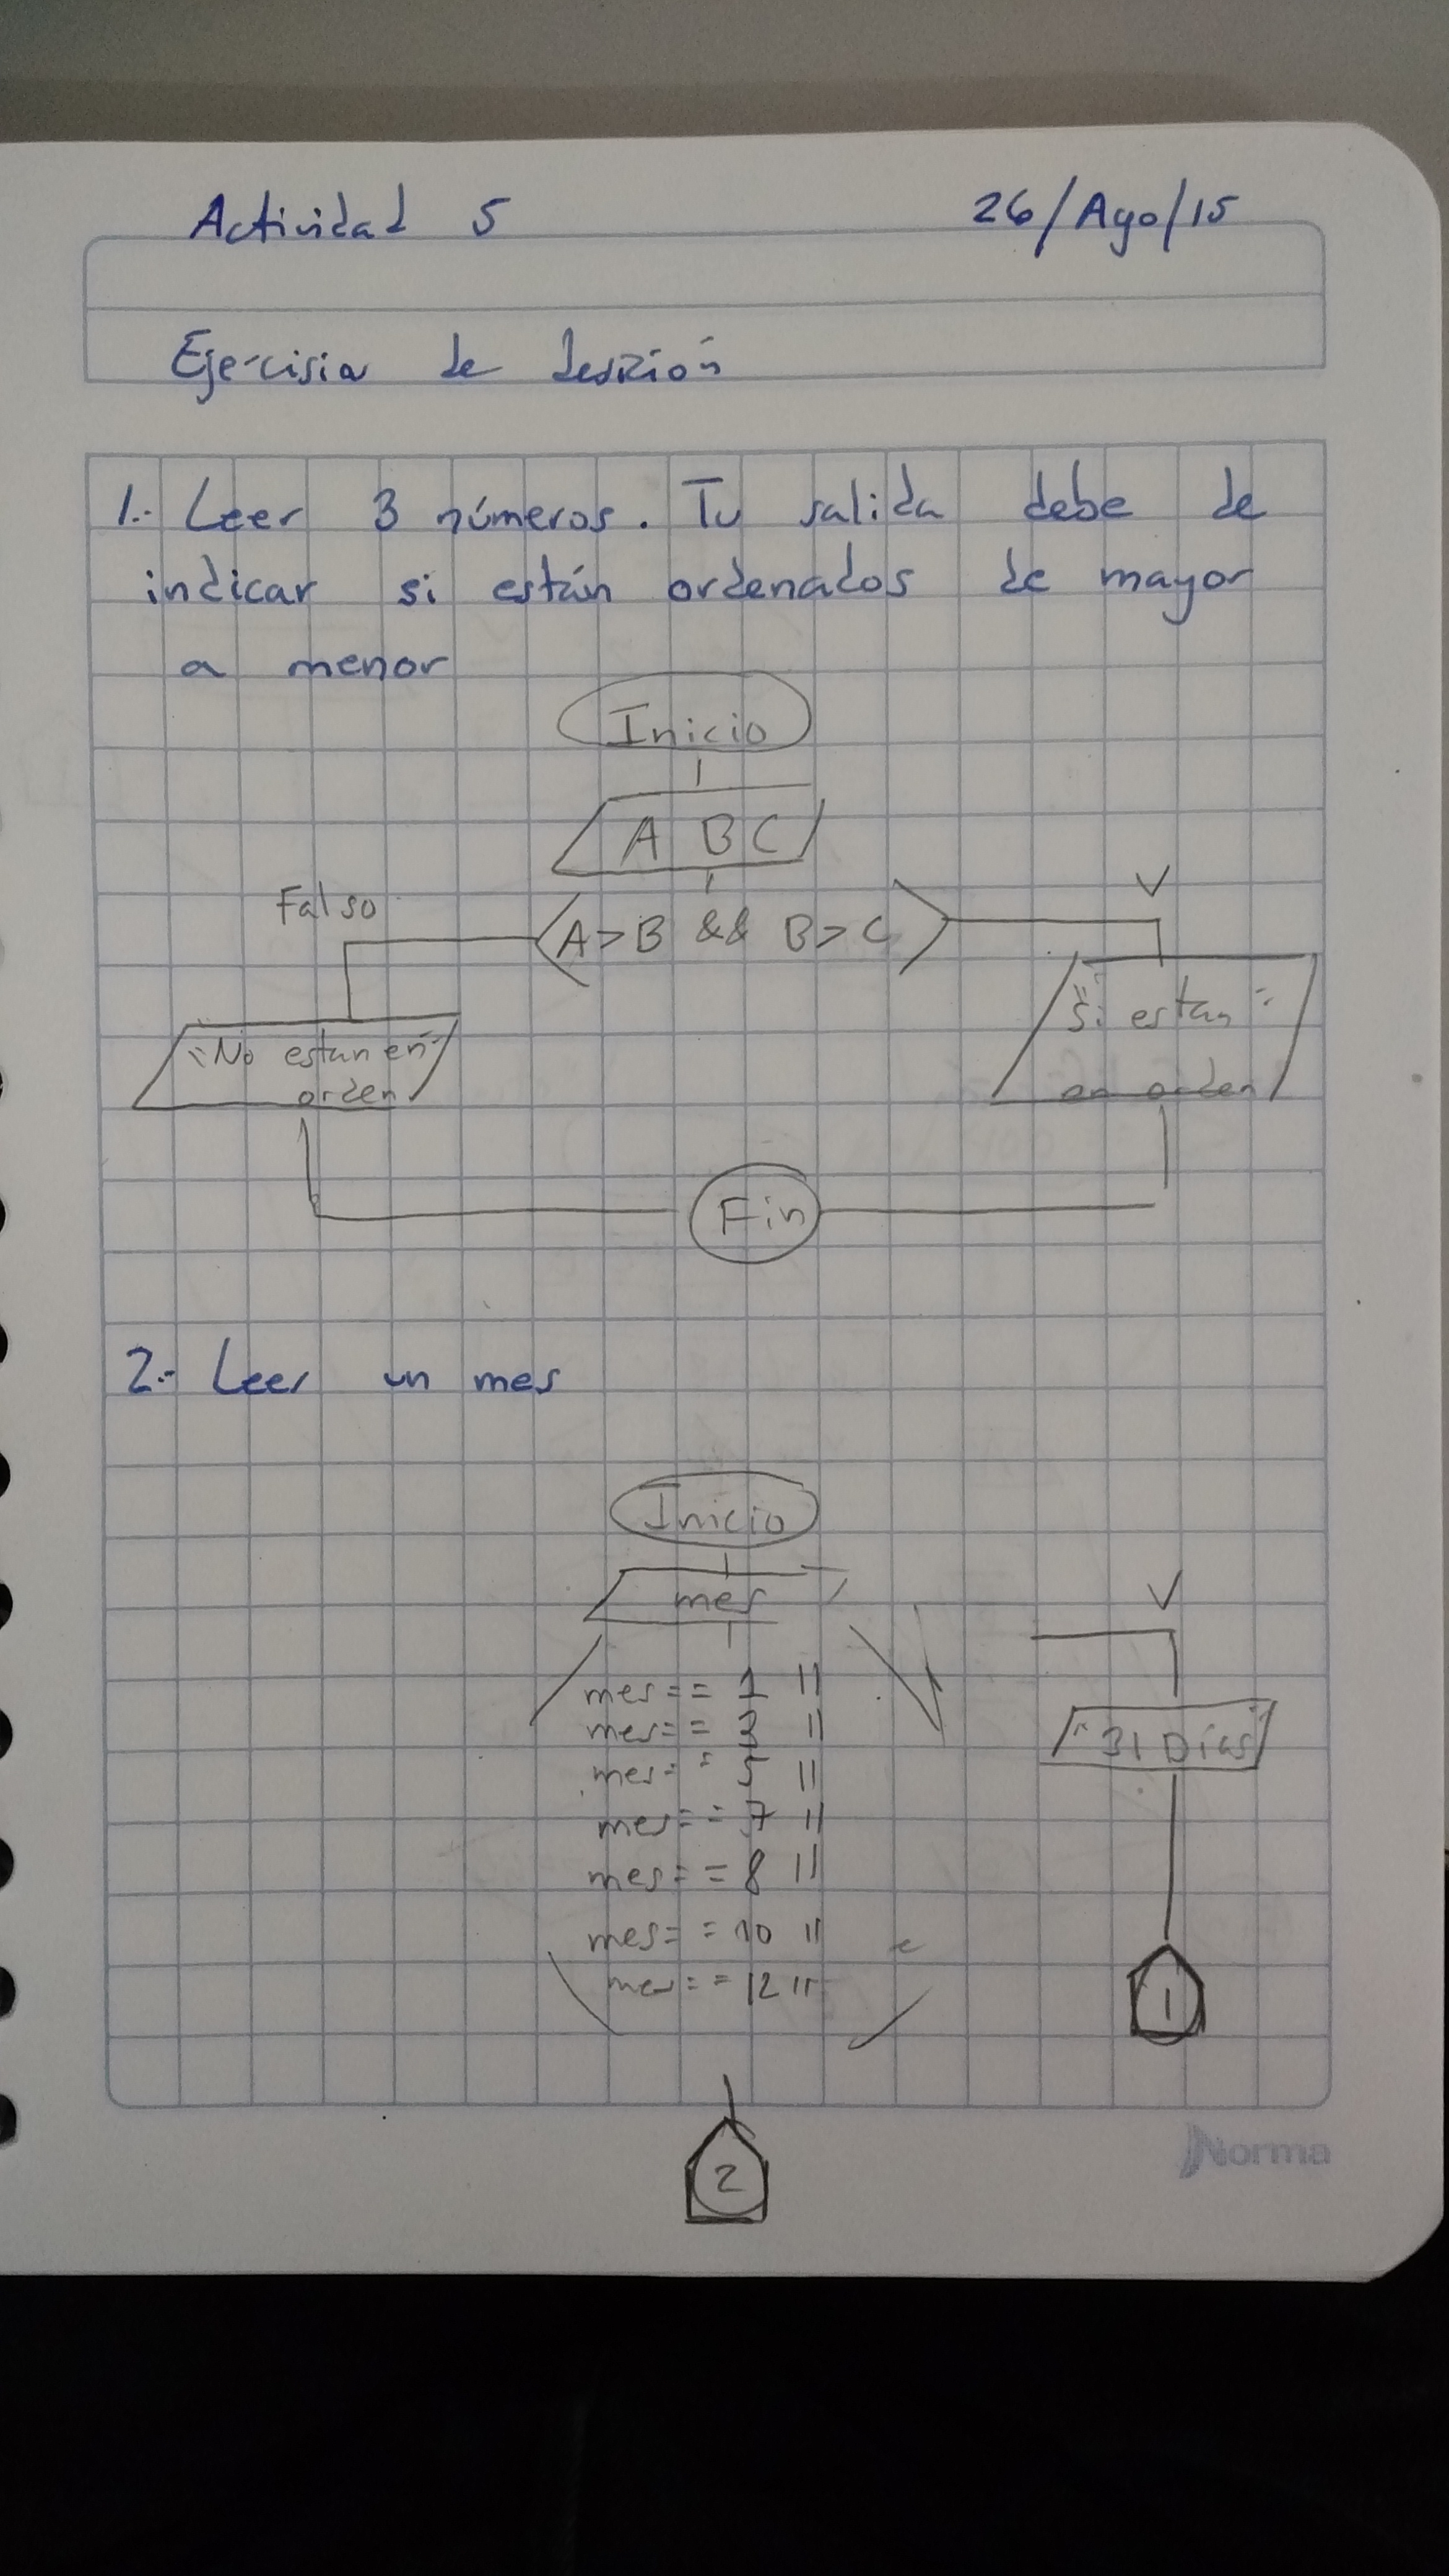 Actividad 5 26/Ago/15
Ejercisio de desición
1.- Leer 3 números. Tu salida debe de
indicar si están ordenados de mayor
a menor
Inicio
A B C
Falso V
A > B && B > C
"Si estan"
"No estan en"
orden
en orden
Fin
2.- Leer un mes
Inicio
mes V
mes == 1 ||
mes == 3 ||
"31 Días"
mes == 5 ||
mes == 7 ||
mes == 8 ||
mes == 10 ||
mes == 12 ||
1
2
Norma